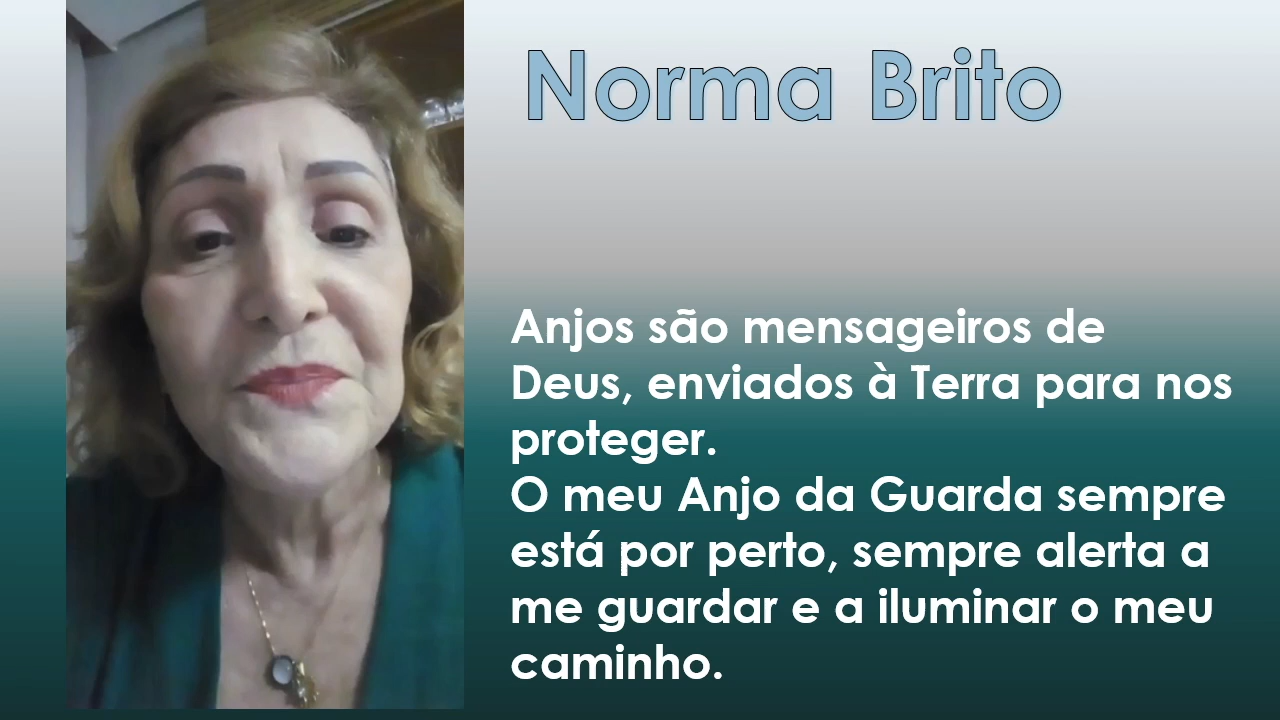 Norma Brito
Anjos são mensageiros de
Deus, enviados à Terra para nos
proteger.
O meu Anjo da Guarda sempre
está por perto, sempre alerta a
me guardar e a iluminar o meu
caminho.